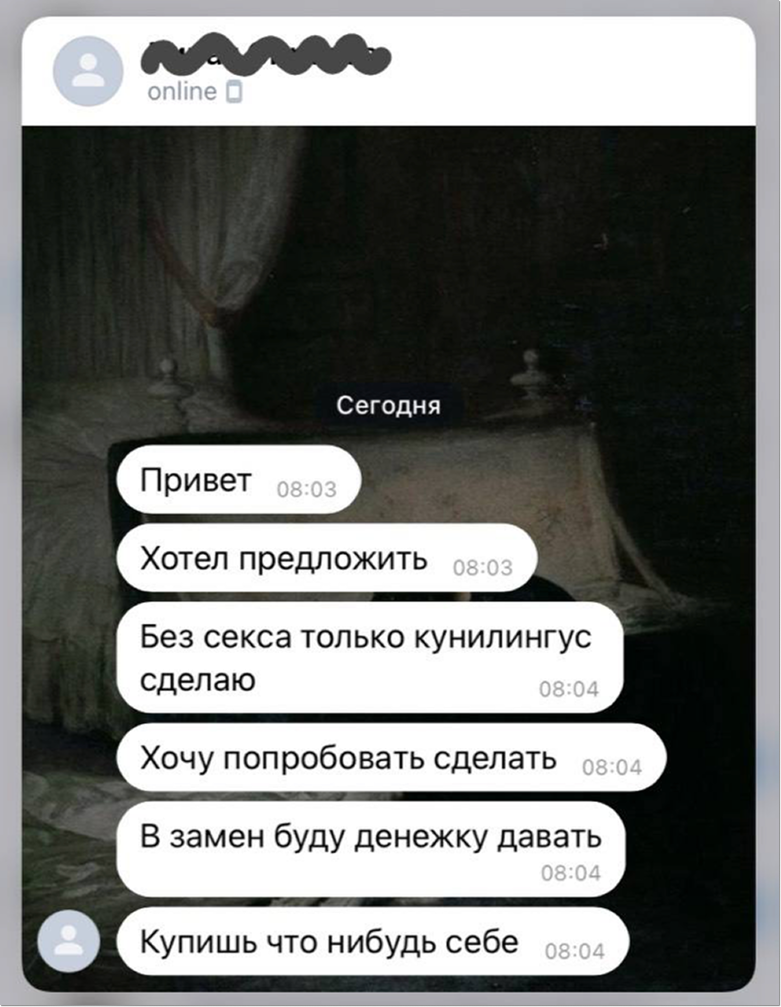 online
Сегодня
Привет 08:03
Хотел предложить 08:03
Без секса только кунилингус
сделаю 08:04
Хочу попробовать сделать 08:04
В замен буду денежку давать
08:04
Купишь что нибудь себе 08:04